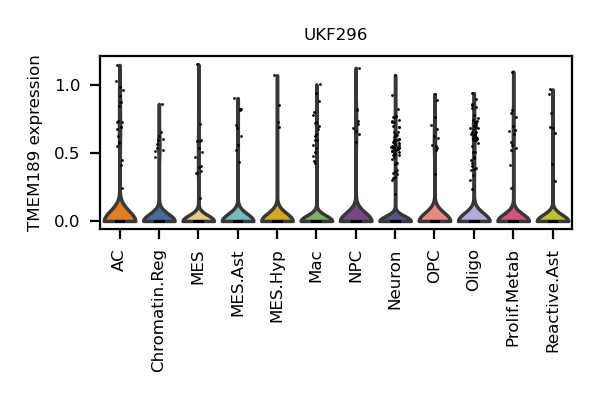 UKF296
TMEM189 expression
1.0
0.5
0.0
AC
Chromatin.Reg
MES
MES.Ast
MES.Hyp
Mac
NPC
Neuron
OPC
Oligo
Prolif.Metab
Reactive.Ast